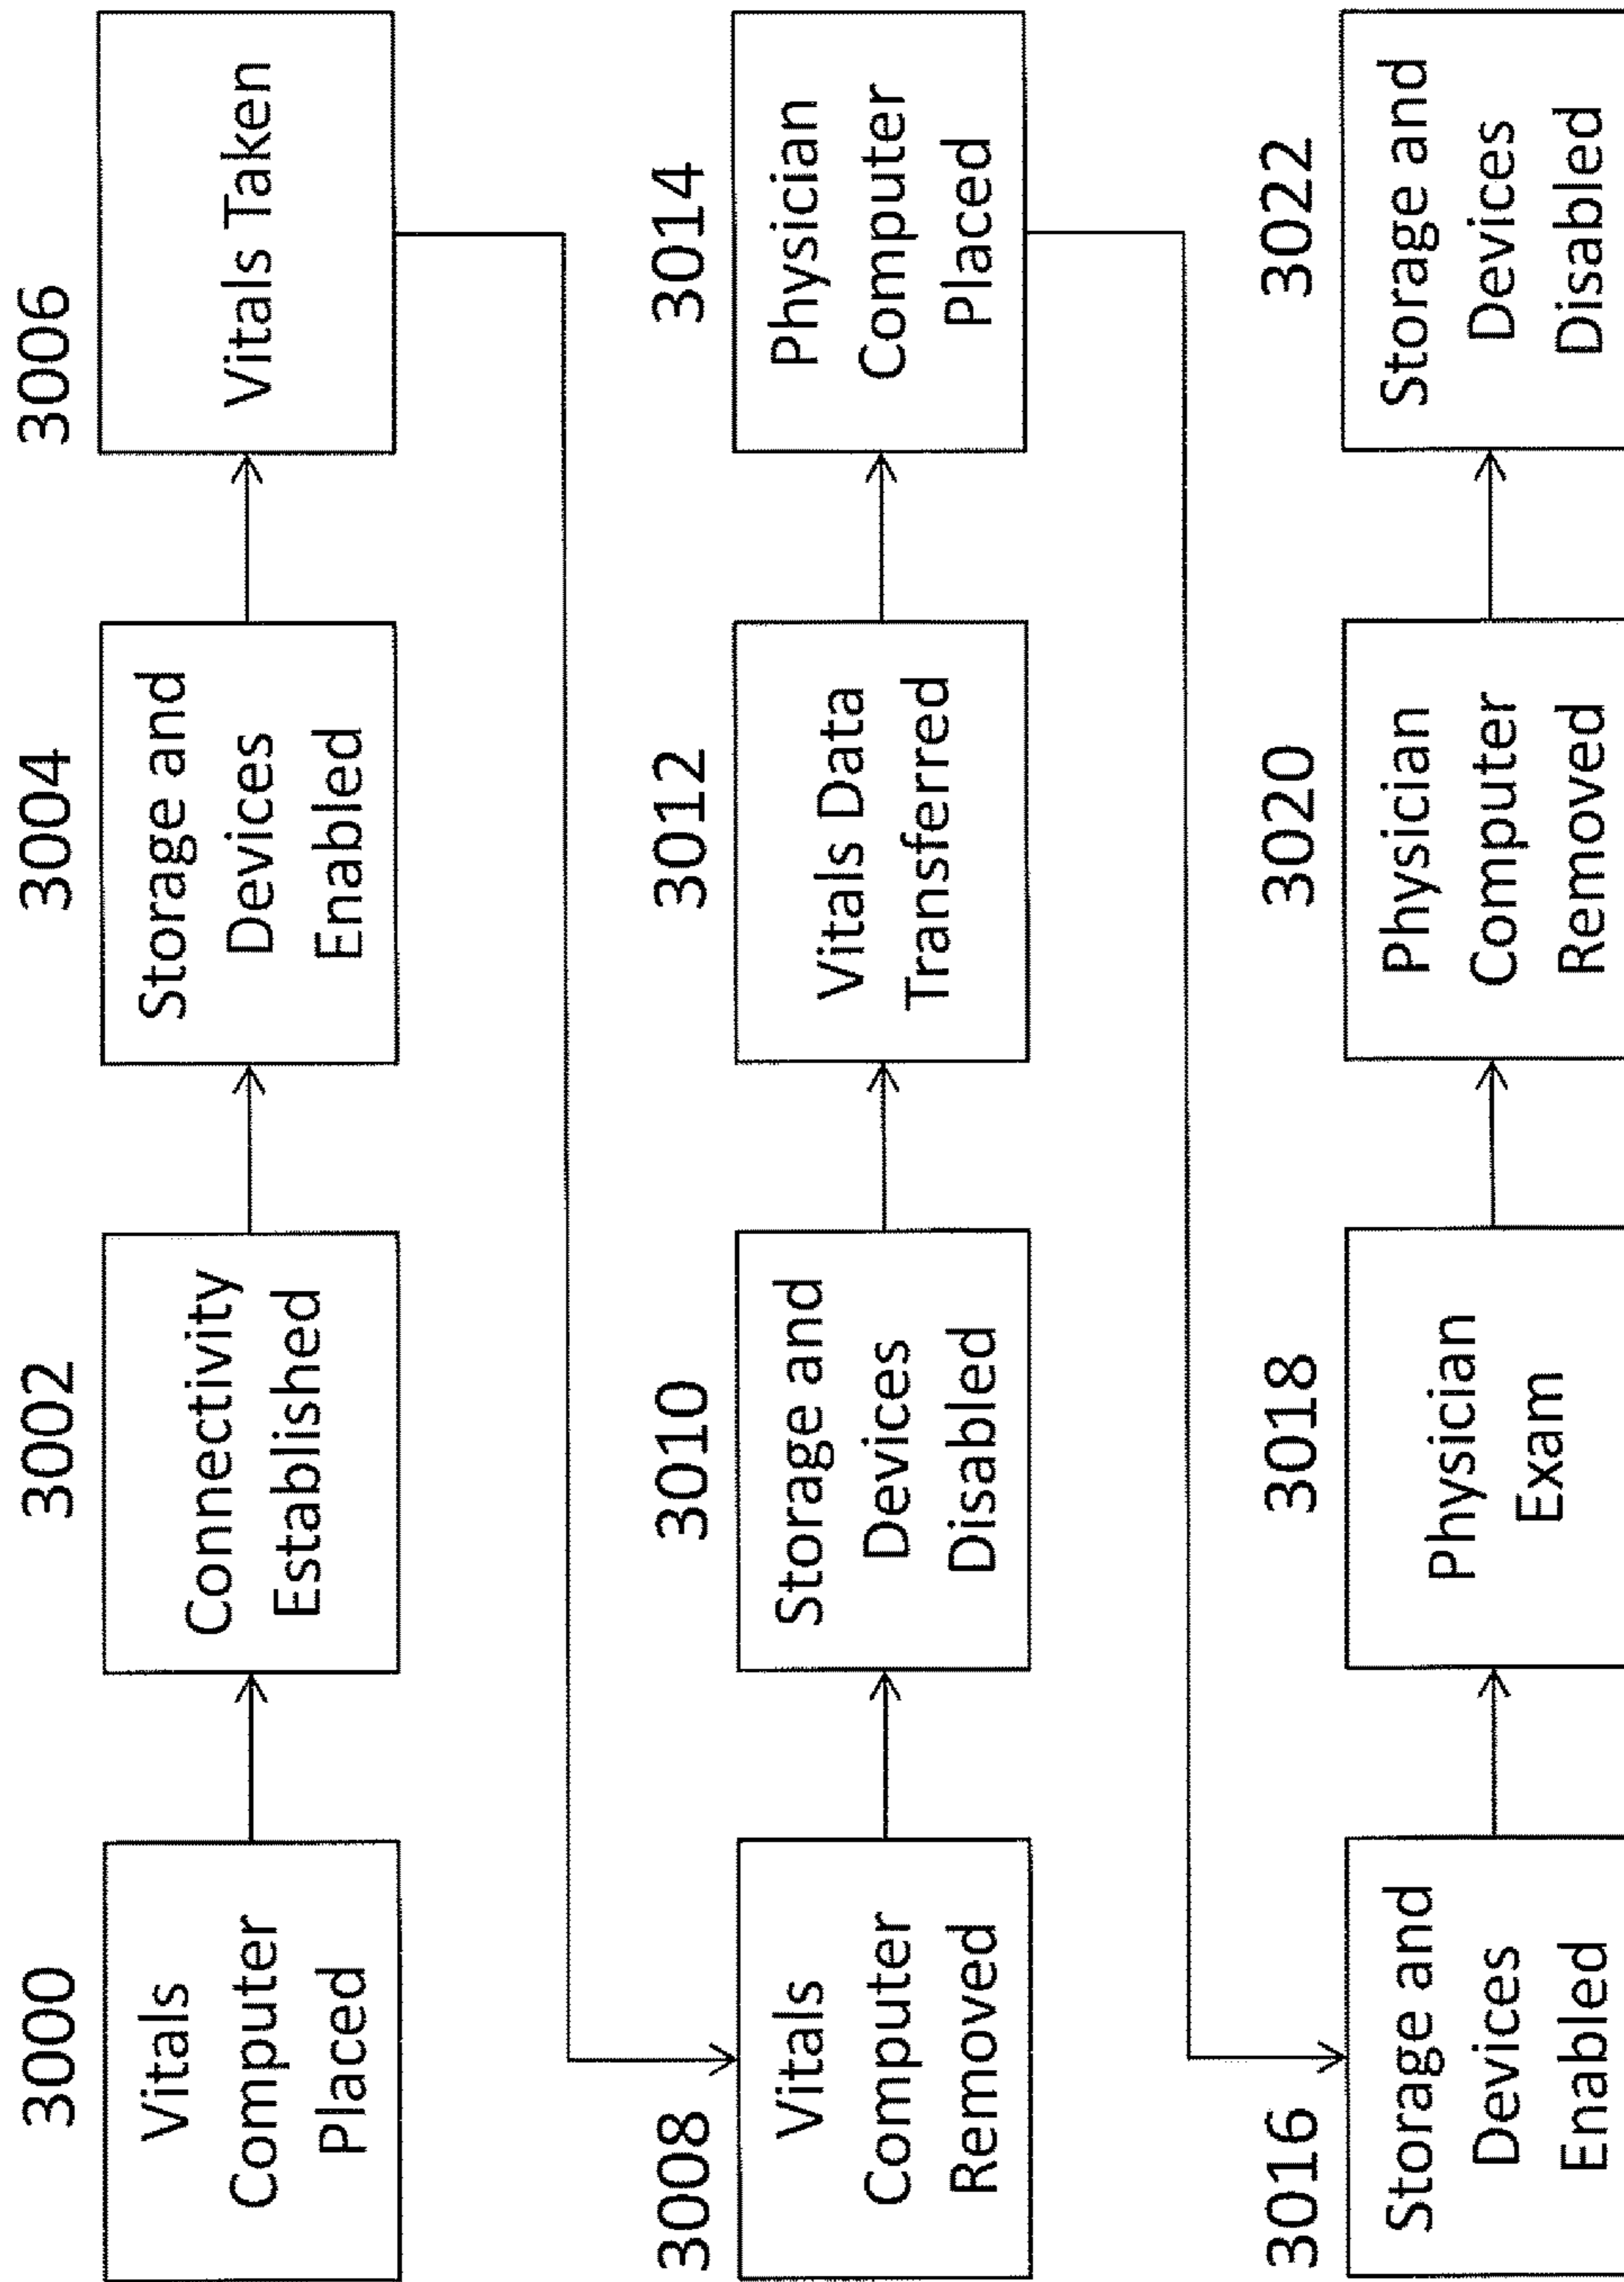 3000
Vitals
Computer
Placed
3002
Connectivity
Established
3004
Storage and
Devices
Enabled
3006
Vitals Taken
3008
Vitals
Computer
Removed
3010
Storage and
Devices
Disabled
3012
Vitals Data
Transferred
3014
Physician
Computer
Placed
3016
Storage and
Devices
Enabled
3018
Physician
Exam
3020
Physician
Computer
Removed
3022
Storage and
Devices
Disabled